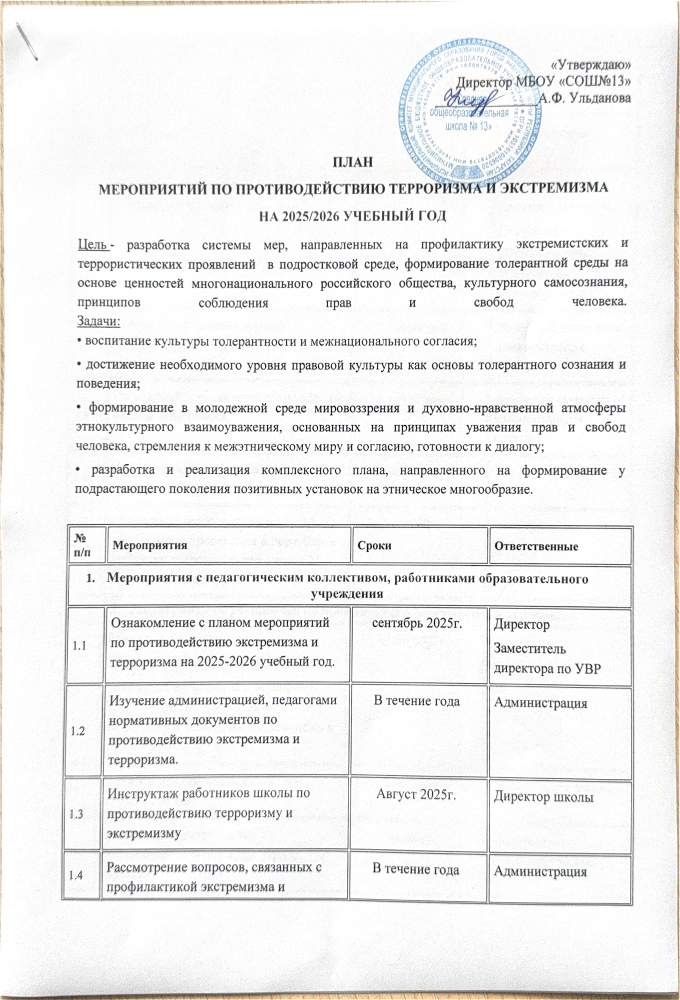 «Утверждаю»
Директор МБОУ «СОШ№13»
А.Ф. Ульданова
Средняя
общеобразовательная
школа № 13»
ПЛАН
МЕРОПРИЯТИЙ ПО ПРОТИВОДЕЙСТВИЮ ТЕРРОРИЗМА И ЭКСТРЕМИЗМА
НА 2025/2026 УЧЕБНЫЙ ГОД
Цель - разработка системы мер, направленных на профилактику экстремистских и
террористических проявлений в подростковой среде, формирование толерантной среды на
основе ценностей многонационального российского общества, культурного самосознания,
принципов соблюдения прав и свобод человека.
Задачи:
• воспитание культуры толерантности и межнационального согласия;
• достижение необходимого уровня правовой культуры как основы толерантного сознания и
поведения;
• формирование в молодежной среде мировоззрения и духовно-нравственной атмосферы
этнокультурного взаимоуважения, основанных на принципах уважения прав и свобод
человека, стремления к межэтническому миру и согласию, готовности к диалогу;
• разработка и реализация комплексного плана, направленного на формирование у
подрастающего поколения позитивных установок на этническое многообразие.
№
п/п
Мероприятия
Сроки
Ответственные
1. Мероприятия с педагогическим коллективом, работниками образовательного
учреждения
1.1
Ознакомление с планом мероприятий
по противодействию экстремизма и
терроризма на 2025-2026 учебный год.
сентябрь 2025г.
Директор
Заместитель
директора по УВР
1.2
Изучение администрацией, педагогами
нормативных документов по
противодействию экстремизма и
терроризма.
В течение года
Администрация
1.3
Инструктаж работников школы по
противодействию терроризму и
экстремизму
Август 2025г.
Директор школы
1.4
Рассмотрение вопросов, связанных с
профилактикой экстремизма и
В течение года
Администрация